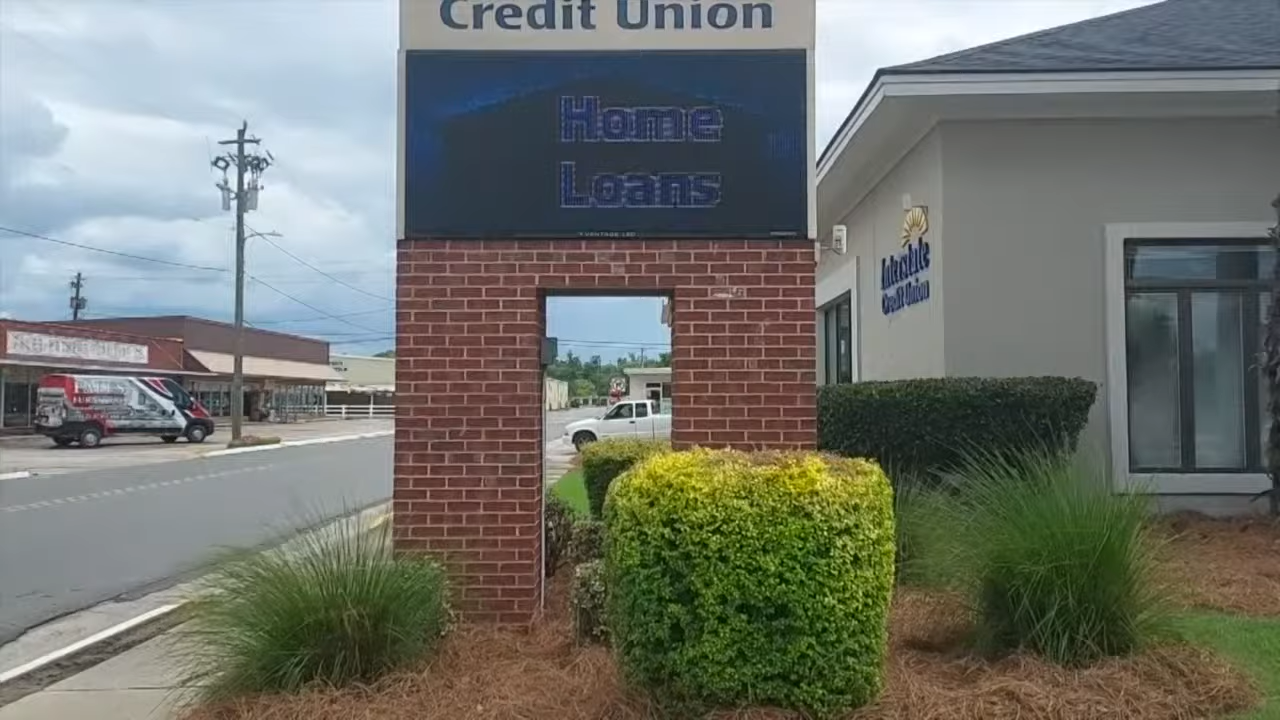 Credit Union
Home
Loans
Interstate
Credit Union